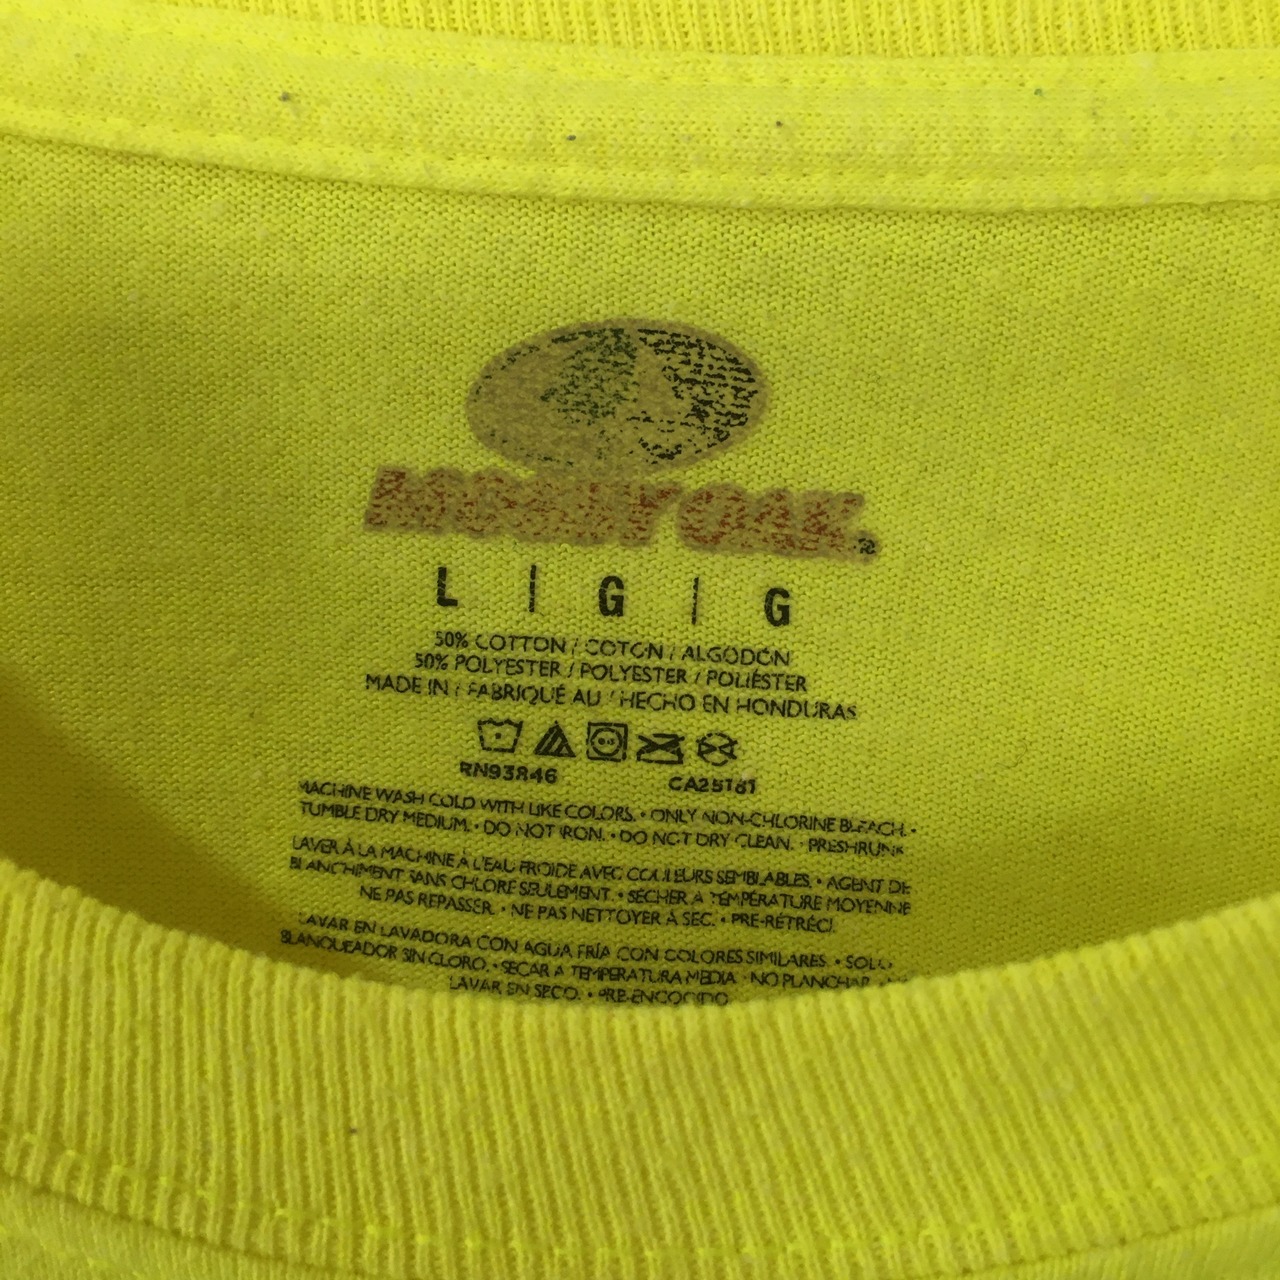 MOSSY OAK®
L | G | G
50% COTTON / COTON / ALGODÓN
50% POLYESTER / POLYESTER / POLIÉSTER
MADE IN / FABRIQUÉ AU / HECHO EN HONDURAS
RN93846 CA25181
MACHINE WASH COLD WITH LIKE COLORS. • ONLY NON-CHLORINE BLEACH. •
TUMBLE DRY MEDIUM. • DO NOT IRON. • DO NOT DRY CLEAN. • PRESHRUNK
LAVER À LA MACHINE À L'EAU FROIDE AVEC COULEURS SEMBLABLES. • AGENT DE
BLANCHIMENT SANS CHLORE SEULEMENT. • SÉCHER À TEMPÉRATURE MOYENNE
NE PAS REPASSER. • NE PAS NETTOYER À SEC. • PRE-RÉTRÉCI.
LAVAR EN LAVADORA CON AGUA FRÍA CON COLORES SIMILARES. • SOLO
BLANQUEADOR SIN CLORO. • SECAR A TEMPERATURA MEDIA • NO PLANCHAR •
LAVAR EN SECO. • PRE-ENCOGIDO